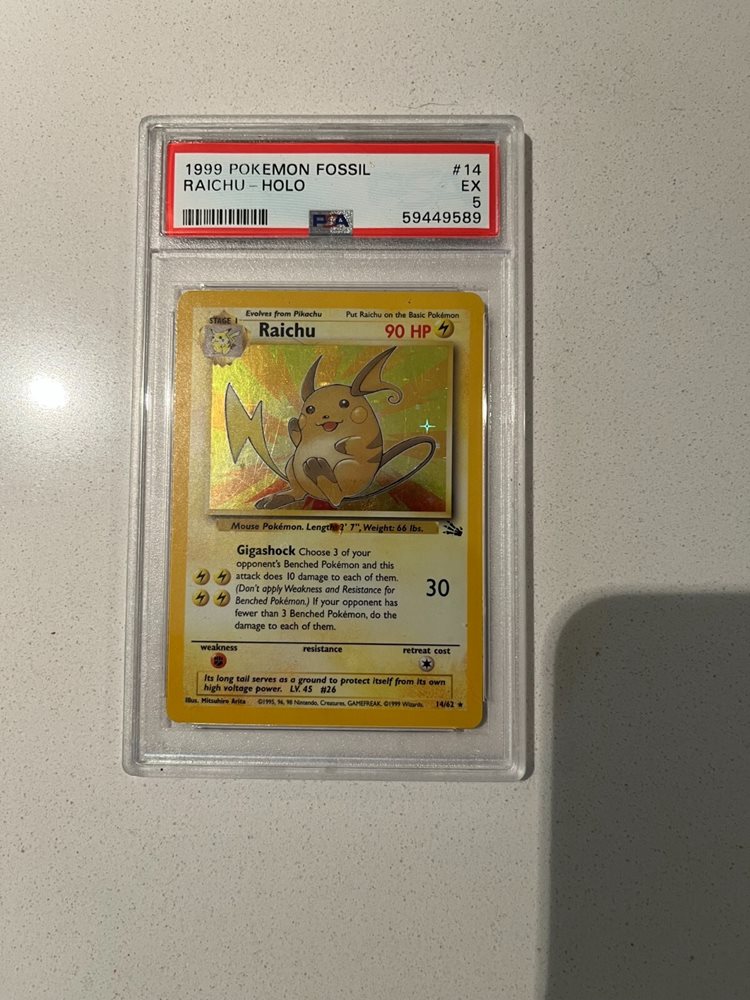 1999 POKEMON FOSSIL #14
RAICHU - HOLO EX
5
PSA 59449589
STAGE 1 Evolves from Pikachu Put Raichu on the Basic Pokémon
Raichu 90 HP
Mouse Pokémon. Length: 2' 7", Weight: 66 lbs.
Gigashock Choose 3 of your
opponent's Benched Pokémon and this
attack does 10 damage to each of them.
(Don't apply Weakness and Resistance for
Benched Pokémon.) If your opponent has
fewer than 3 Benched Pokémon, do the
damage to each of them.
30
weakness resistance retreat cost
Its long tail serves as a ground to protect itself from its own
high voltage power. LV. 45 #26
Illus. Mitsuhiro Arita ©1995, 96, 98 Nintendo, Creatures, GAMEFREAK. ©1999 Wizards. 14/62 ★